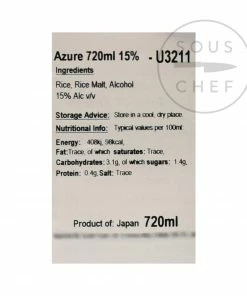 SOUS
CHEF
Azure 720ml 15% - U3211
Ingredients
Rice, Rice Malt, Alcohol
15% Alc v/v
Storage Advice: Store in a cool, dry place
Nutritional Info: Typical values per 100ml:
Energy: 408kj, 98kcal,
Fat:Trace, of which saturates: Trace,
Carbohydrates: 3.1g, of which sugars: 1.4g,
Protein: 0.4g, Salt: Trace
Product of: Japan 720ml